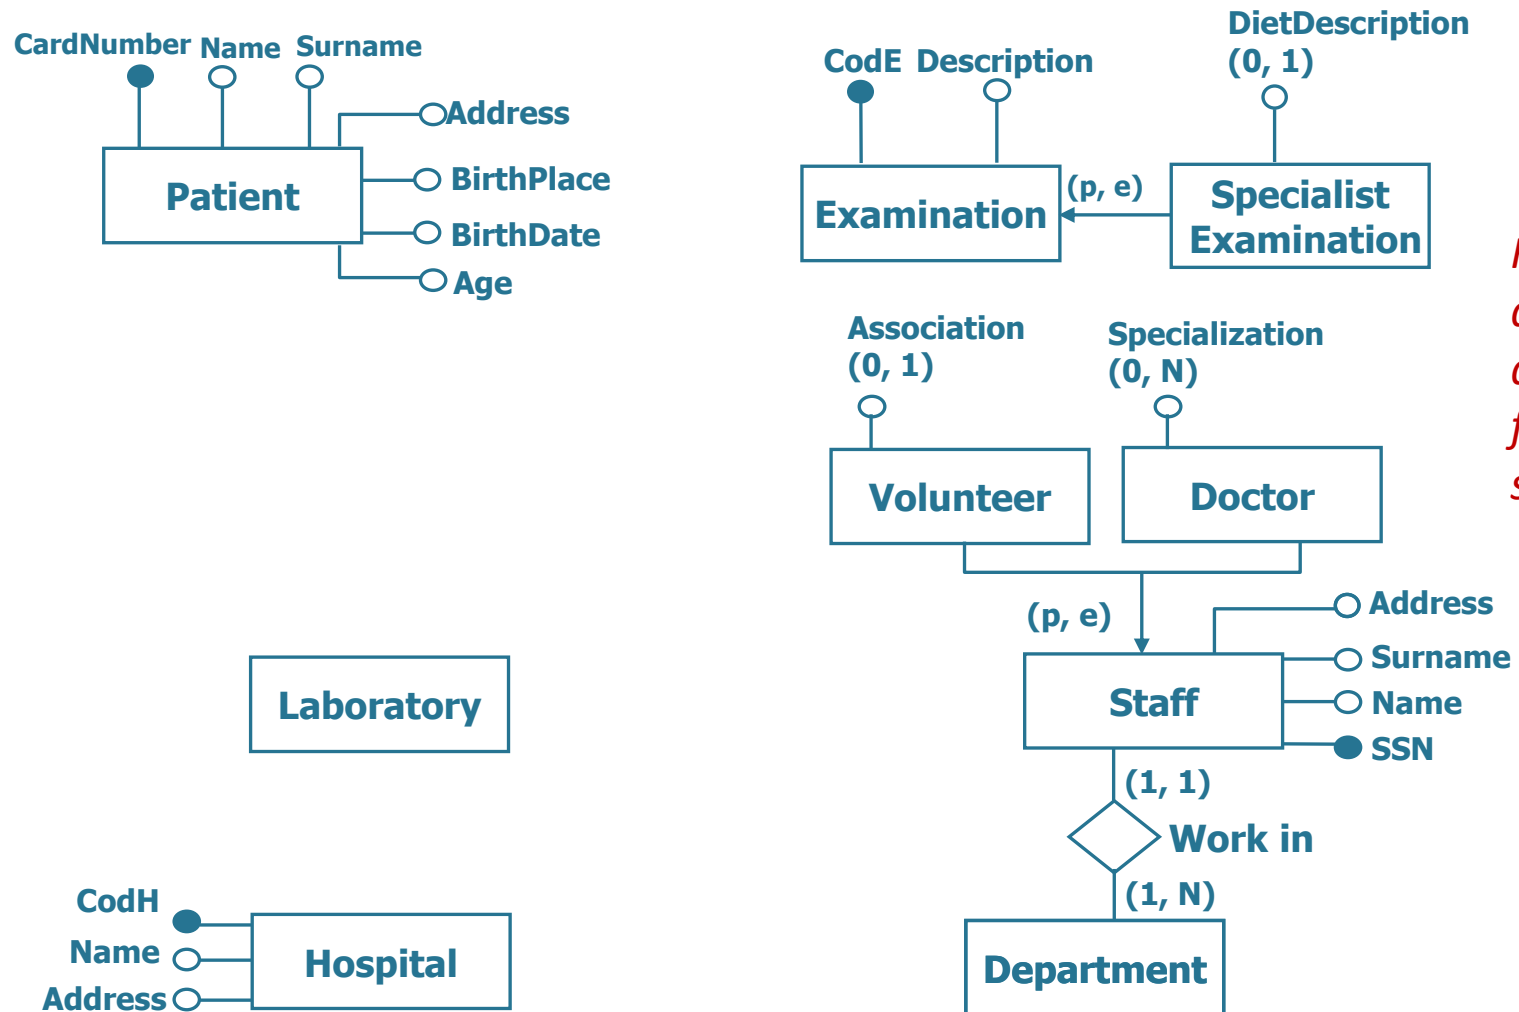 CardNumber Name Surname
Address
BirthPlace
BirthDate
Age
Patient
CodE Description
DietDescription
(0, 1)
Examination
(p, e)
Specialist
Examination
Association
(0, 1)
Specialization
(0, N)
Volunteer
Doctor
(p, e)
Address
Surname
Name
SSN
Staff
(1, 1)
Work in
(1, N)
Department
Laboratory
CodH
Name
Address
Hospital